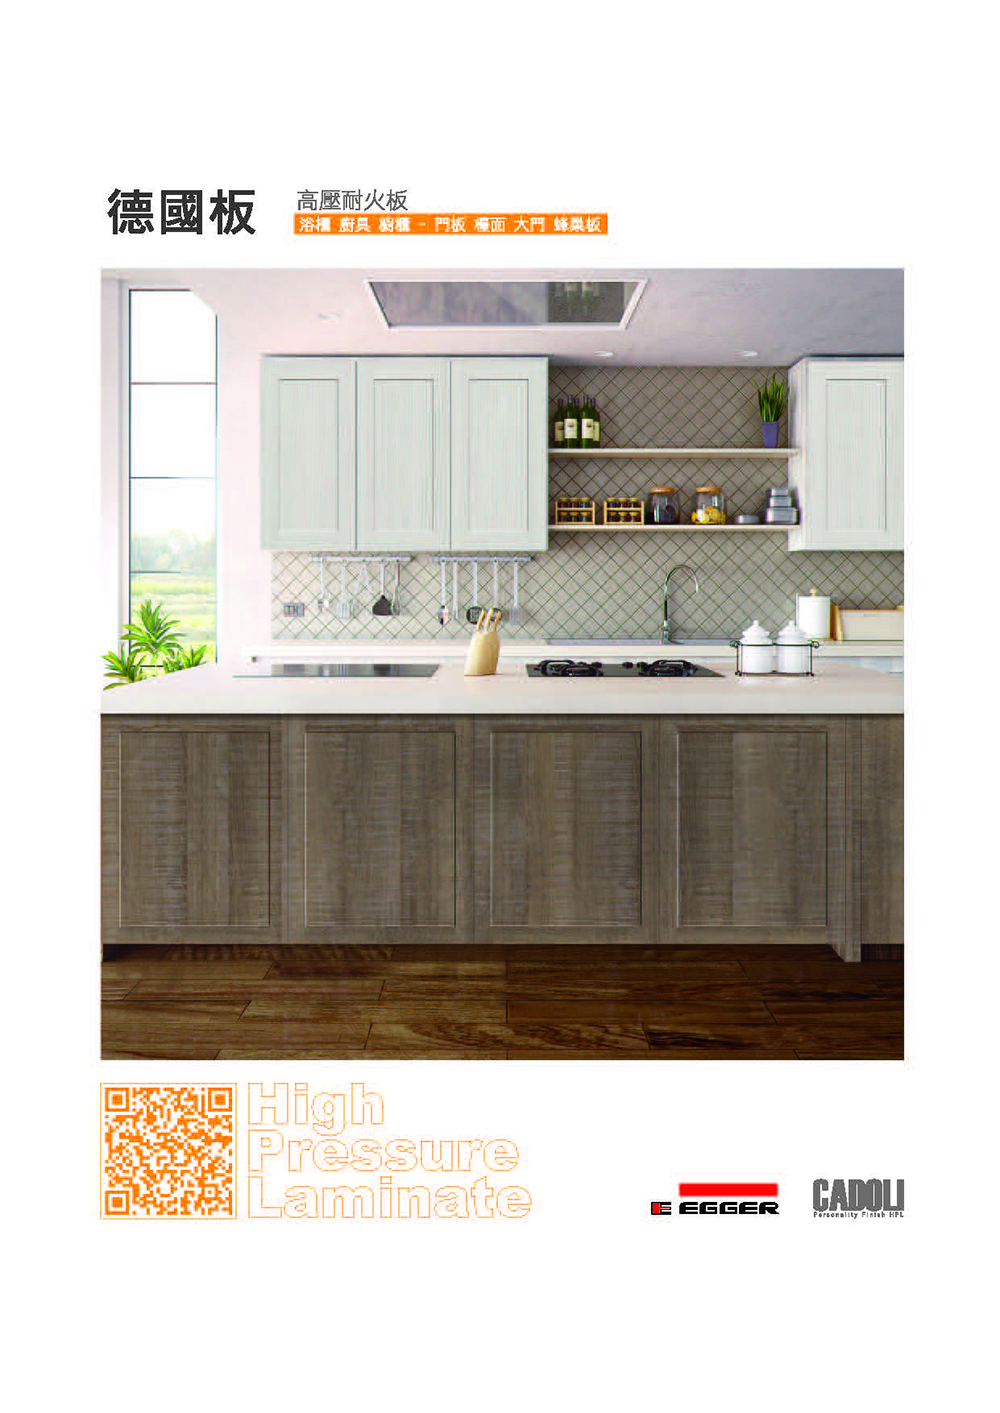 德國板
高壓耐火板
浴櫃 廚具 櫥櫃 - 門板 檯面 大門 蜂巢板
High
Pressure
Laminate
E EGGER
CADOLI
Personality Finish HPL